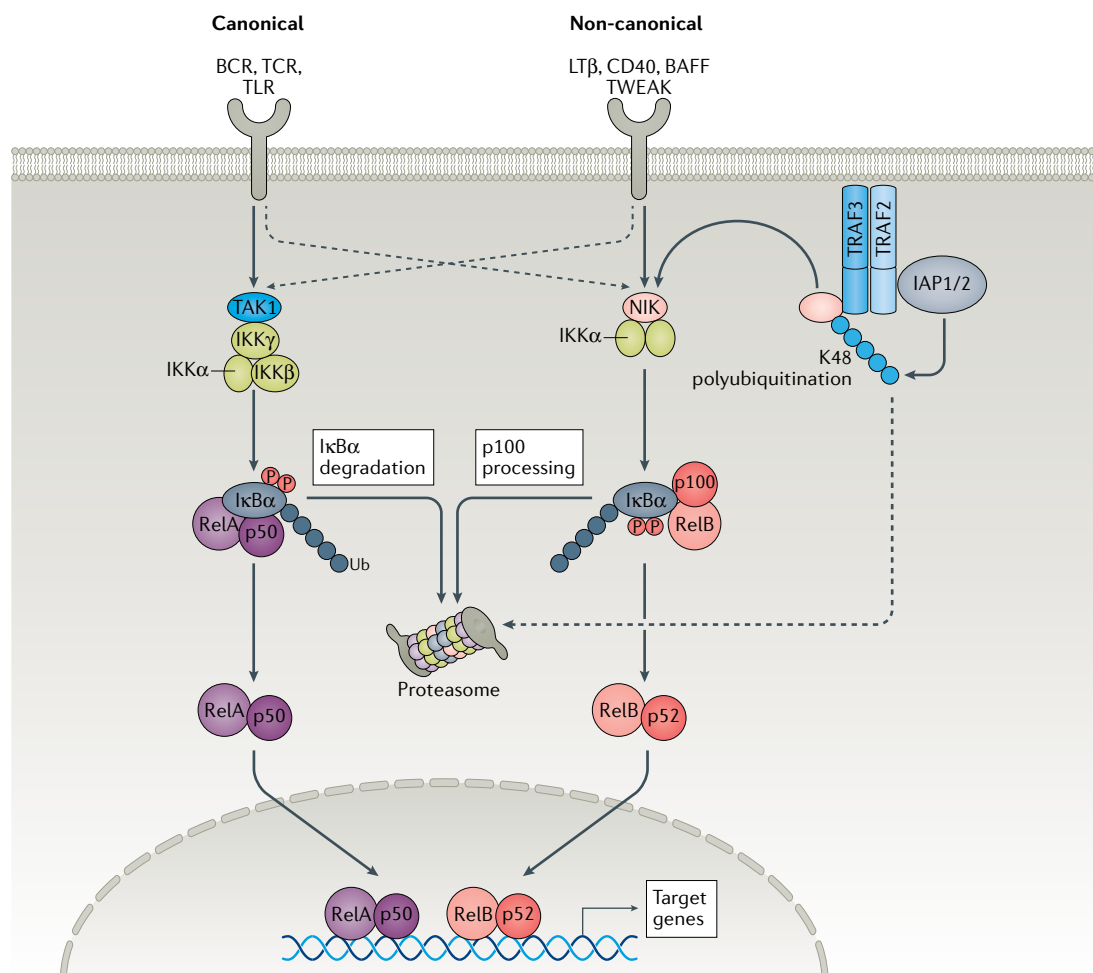 Canonical
Non-canonical
BCR, TCR,
TLR
LTβ, CD40, BAFF
TWEAK
TRAF3
TRAF2
IAP1/2
TAK1
NIK
IKKγ
IKKα
IKKβ
IKKα
K48
polyubiquitination
IκBα
degradation
p100
processing
P
P
IκBα
RelA
p50
Ub
IκBα
p100
P
P
RelB
Proteasome
RelA
p50
RelB
p52
RelA
p50
RelB
p52
Target
genes